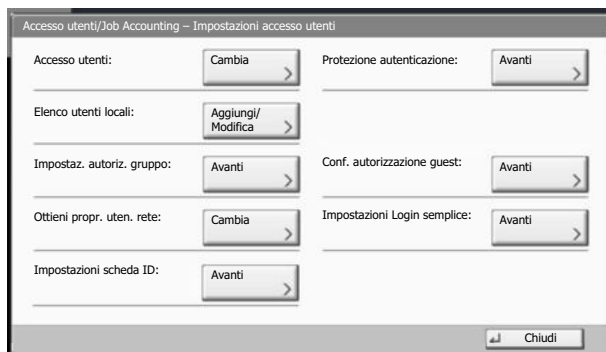 Accesso utenti/Job Accounting – Impostazioni accesso utenti
Accesso utenti:
Cambia
Protezione autenticazione:
Avanti
Elenco utenti locali:
Aggiungi/
Modifica
Impostaz. autoriz. gruppo:
Avanti
Conf. autorizzazione guest:
Avanti
Ottieni propr. uten. rete:
Cambia
Impostazioni Login semplice:
Avanti
Impostazioni scheda ID:
Avanti
Chiudi